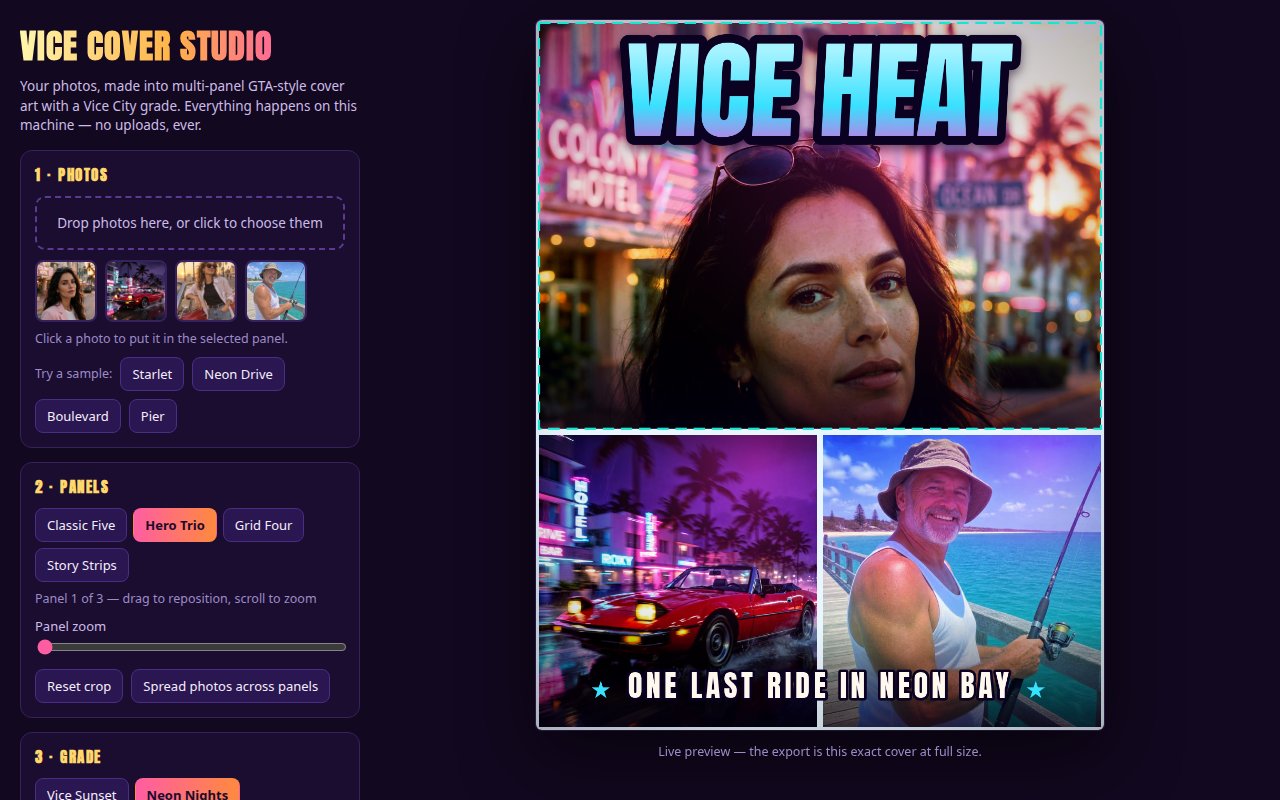 VICE COVER STUDIO
Your photos, made into multi-panel GTA-style cover
art with a Vice City grade. Everything happens on this
machine — no uploads, ever.
1 · PHOTOS
Drop photos here, or click to choose them
Click a photo to put it in the selected panel.
Try a sample:
Starlet
Neon Drive
Boulevard
Pier
2 · PANELS
Classic Five
Hero Trio
Grid Four
Story Strips
Panel 1 of 3 — drag to reposition, scroll to zoom
Panel zoom
Reset crop
Spread photos across panels
3 · GRADE
Vice Sunset
Neon Nights
VICE HEAT
COLONY
HOTEL
OCEAN DR
MOTEL
BAR
ROXY
★ ONE LAST RIDE IN NEON BAY ★
Live preview — the export is this exact cover at full size.